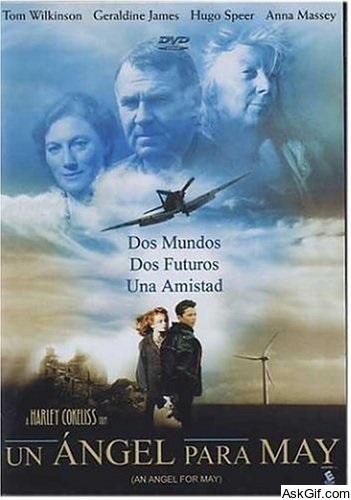 Tom Wilkinson Geraldine James Hugo Speer Anna Massey
DVD
Dos Mundos
Dos Futuros
Una Amistad
A HARLEY COKELISS FILM
UN ÁNGEL PARA MAY
(AN ANGEL FOR MAY)
AskGif.com